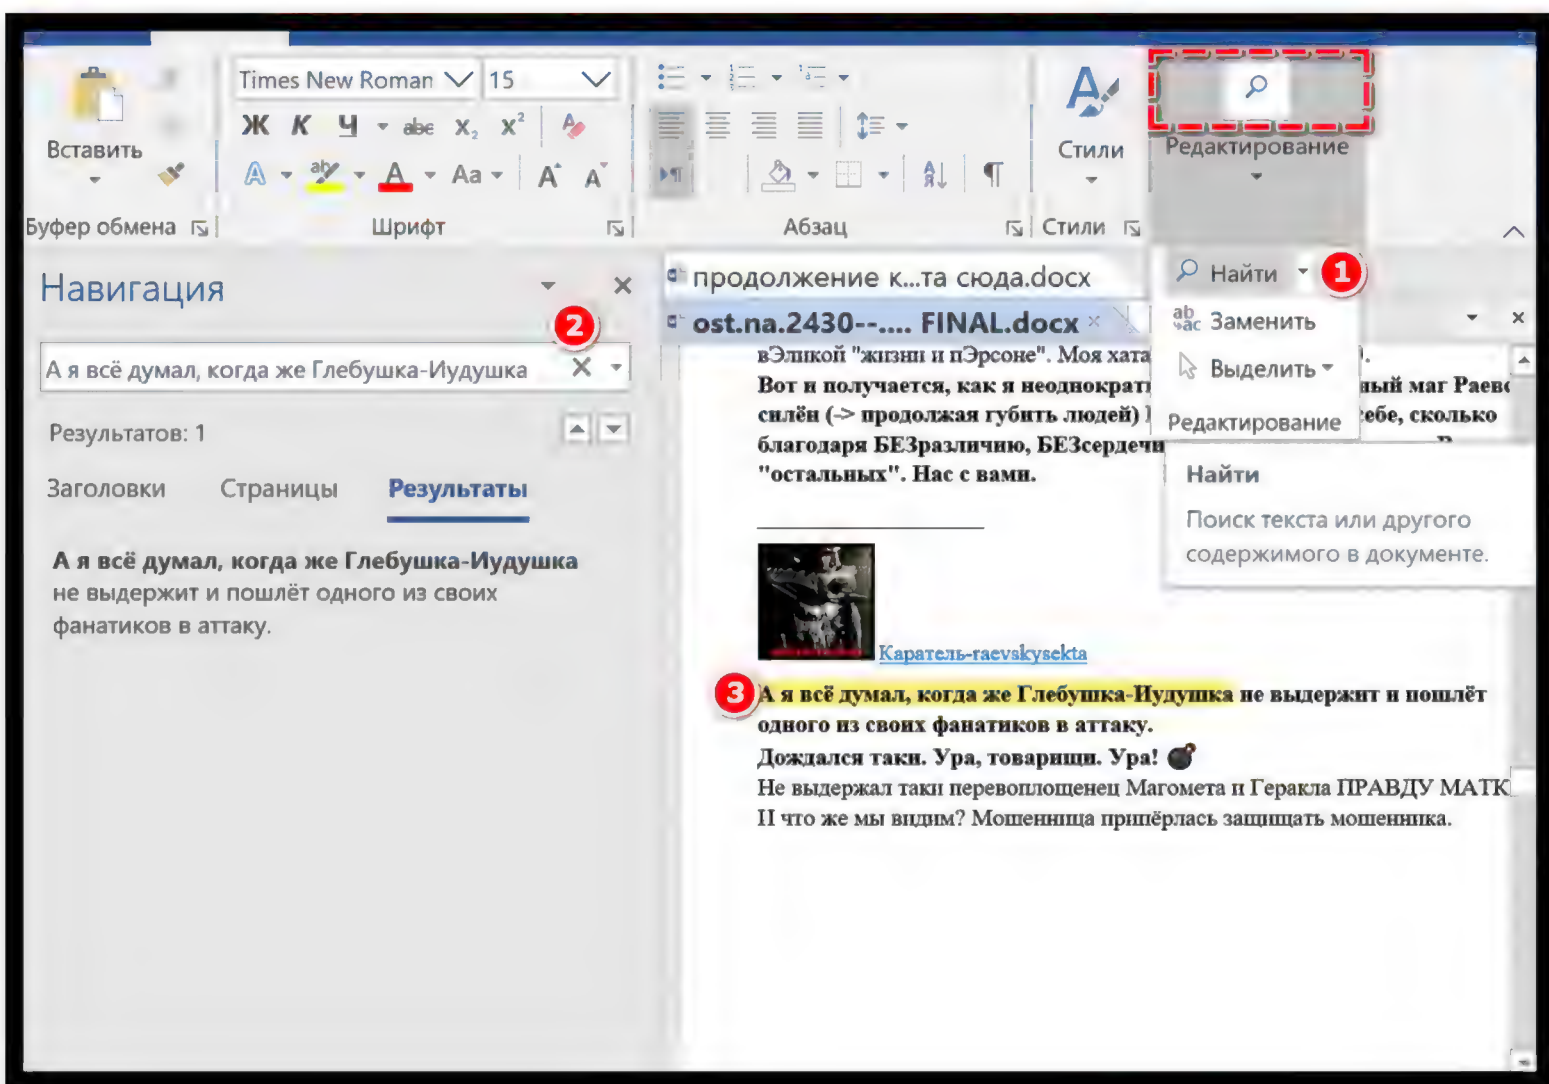 Times New Roman 15
Ж К Ч abc X₂ X²
Вставить
Aa А А
Стили
Редактирование
Буфер обмена
Шрифт
Абзац
Стили
Навигация
2
А я всё думал, когда же Глебушка-Иудушка
Результатов: 1
Заголовки Страницы Результаты
А я всё думал, когда же Глебушка-Иудушка
не выдержит и пошлёт одного из своих
фанатиков в аттаку.
продолжение к...та сюда.docx
ost.na.2430--.... FINAL.docx
Найти 1
Заменить
Выделить
Редактирование
Найти
Поиск текста или другого
содержимого в документе.
вЭликой "жизни и пЭрсоне". Моя хата
Вот и получается, как я неоднократ ный маг Раевс
силён (-> продолжая губить людей) себе, сколько
благодаря БЕЗразличию, БЕЗсердечи
"остальных". Нас с вами.
Каратель-raevskysekta
3 А я всё думал, когда же Глебушка-Иудушка не выдержит и пошлёт
одного из своих фанатиков в аттаку.
Дождался таки. Ура, товарищи. Ура!
Не выдержал таки перевоплощенец Магомета и Геракла ПРАВДУ МАТК
И что же мы видим? Мошенница припёрлась защищать мошенника.